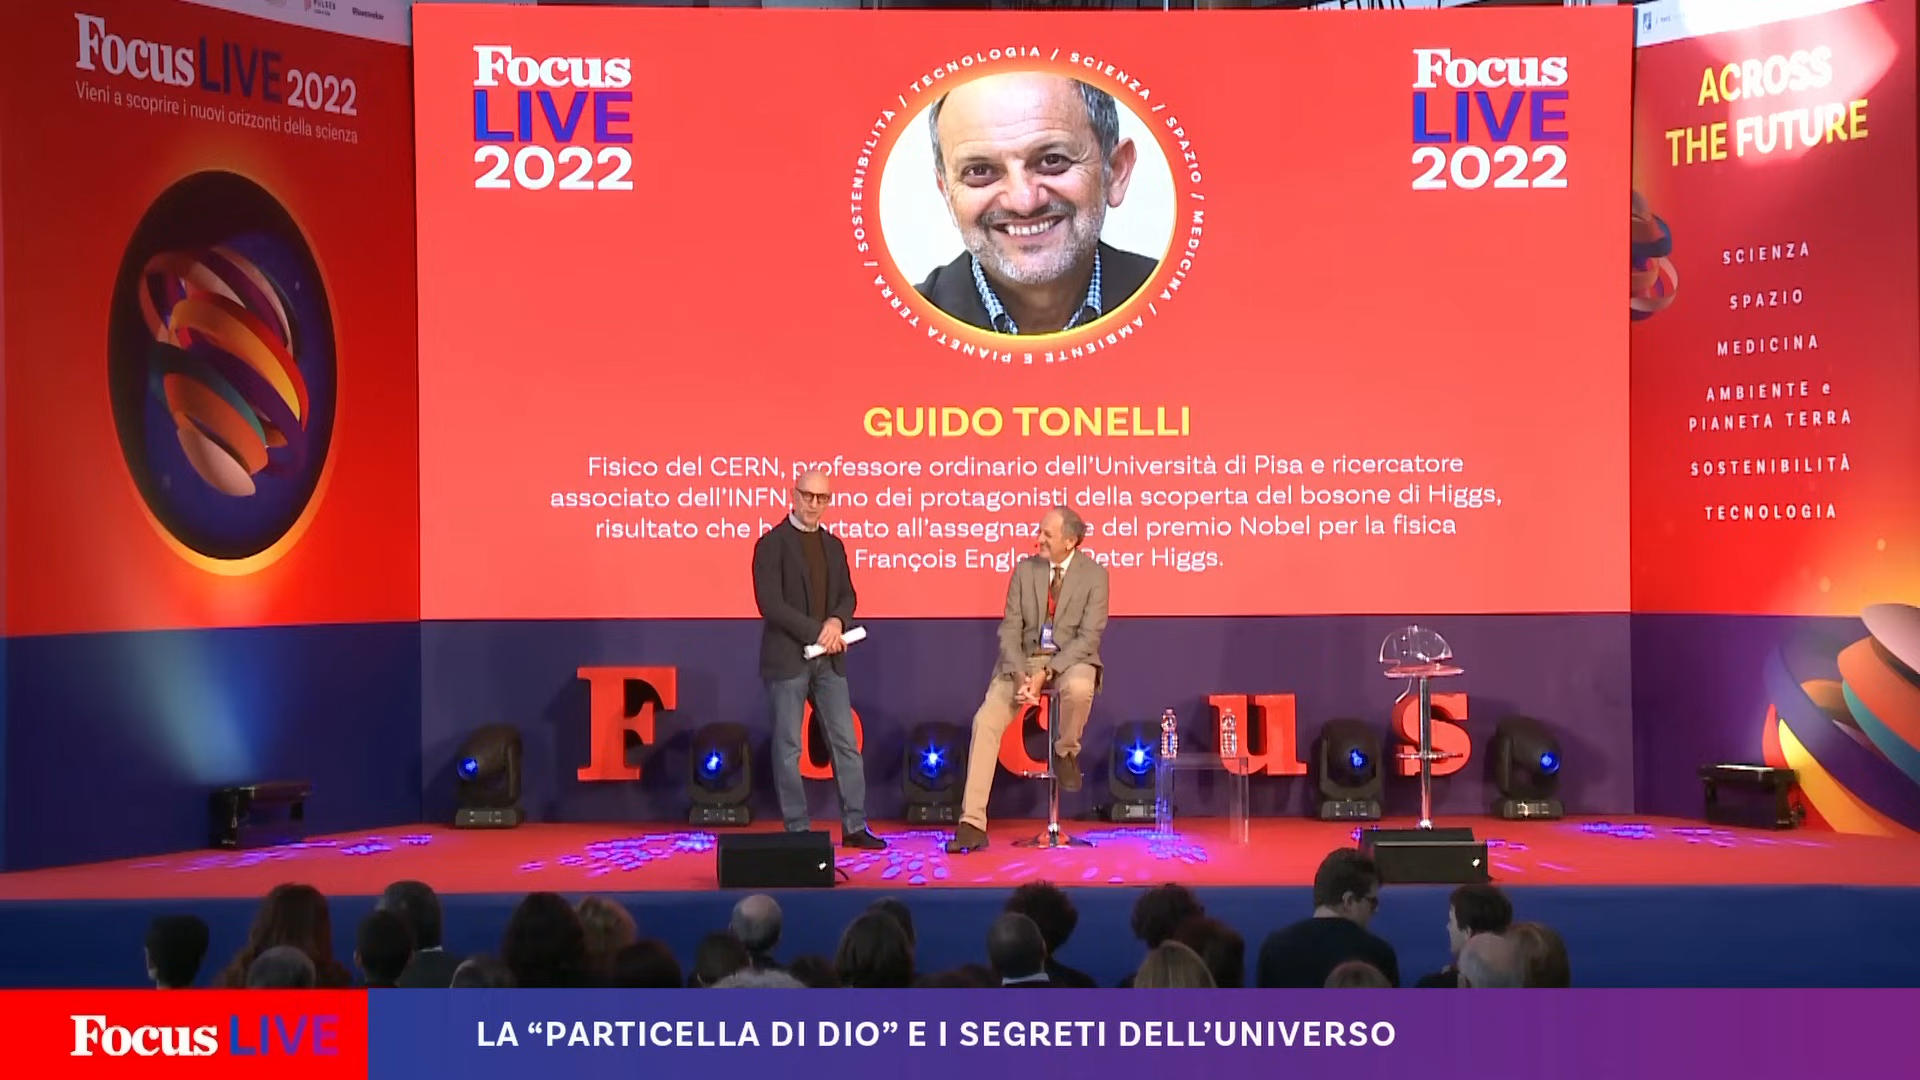 Focus LIVE 2022
Vieni a scoprire i nuovi orizzonti della scienza
Focus
LIVE
2022
SOSTENIBILITÀ / TECNOLOGIA / SCIENZA / SPAZIO / MEDICINA / AMBIENTE E PIANETA TERRA /
Focus
LIVE
2022
GUIDO TONELLI
Fisico del CERN, professore ordinario dell'Università di Pisa e ricercatore
associato dell'INFN, uno dei protagonisti della scoperta del bosone di Higgs,
risultato che all'assegnaz del premio Nobel per la fisica
François Peter Higgs.
ACROSS
THE FUTURE
SCIENZA
SPAZIO
MEDICINA
AMBIENTE e
PIANETA TERRA
SOSTENIBILITÀ
TECNOLOGIA
Focus
Focus LIVE
LA “PARTICELLA DI DIO” E I SEGRETI DELL’UNIVERSO